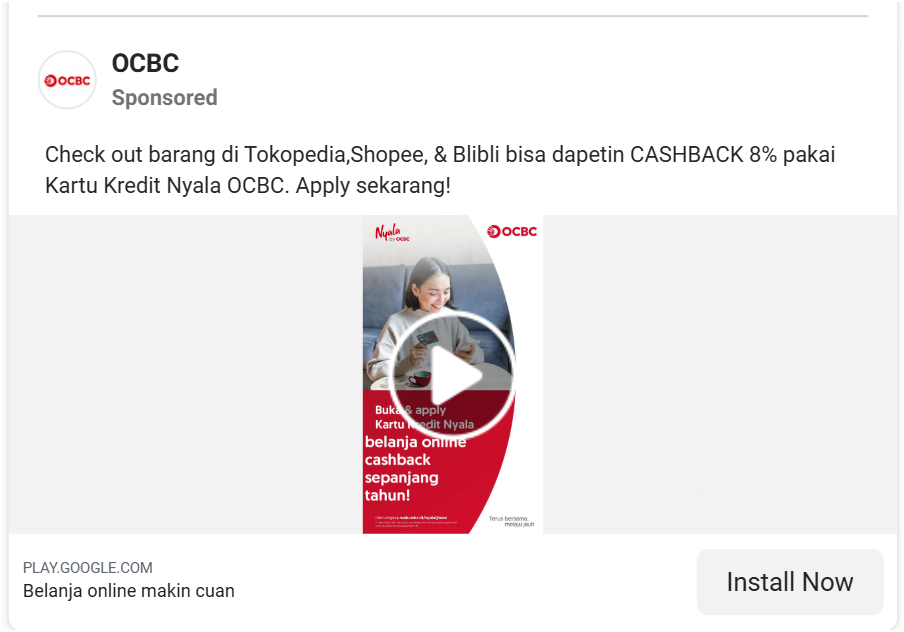 OCBC
OCBC
Sponsored
Check out barang di Tokopedia,Shopee, & Blibli bisa dapetin CASHBACK 8% pakai
Kartu Kredit Nyala OCBC. Apply sekarang!
Nyala
by OCBC
OCBC
Buka & apply
Kartu Kredit Nyala
belanja online
cashback
sepanjang
tahun!
Terus bersama,
melaju jauh
PLAY.GOOGLE.COM
Belanja online makin cuan
Install Now